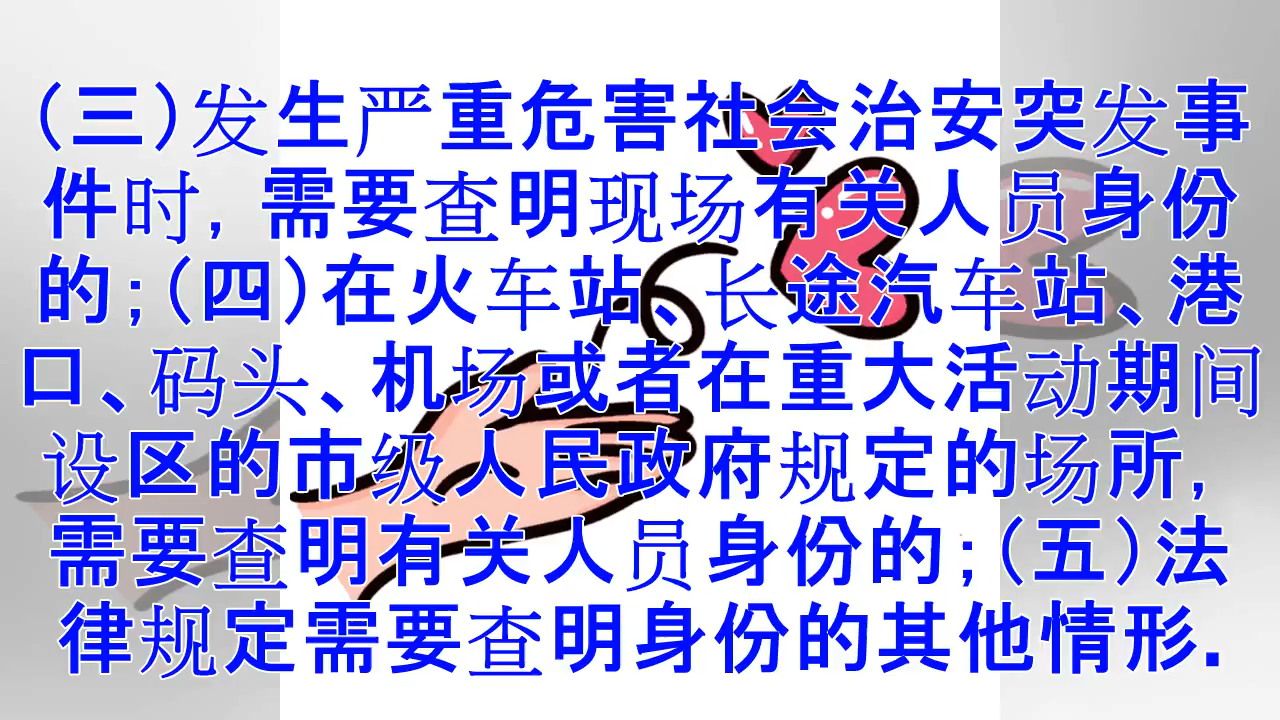 (三)发生严重危害社会治安突发事
件时,需要查明现场有关人员身份
的;(四)在火车站、长途汽车站、港
口、码头、机场或者在重大活动期间
设区的市级人民政府规定的场所,
需要查明有关人员身份的;(五)法
律规定需要查明身份的其他情形.